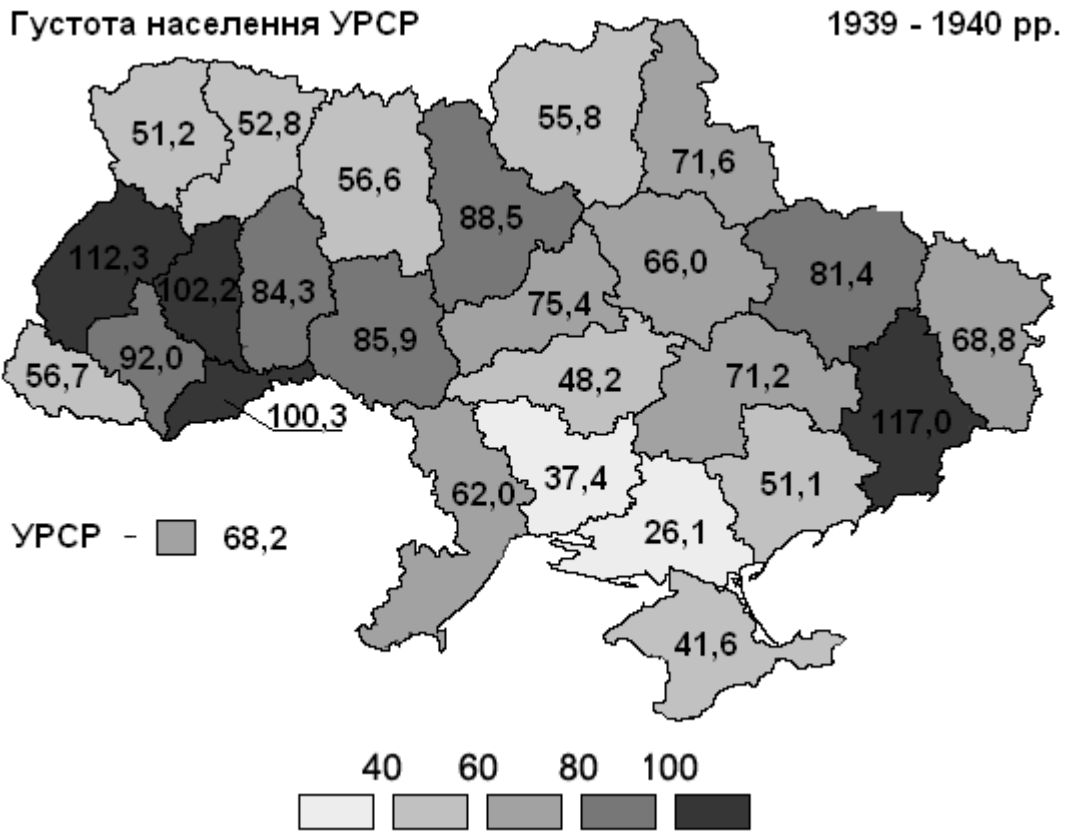 Густота населення УРСР 1939 - 1940 рр.
51,2 52,8 55,8
56,6 71,6
112,3 102,2 84,3 88,5 66,0 81,4
75,4
92,0 85,9 68,8
56,7 48,2 71,2
100,3 117,0
62,0 37,4 51,1
26,1
УРСР - 68,2
41,6
40 60 80 100